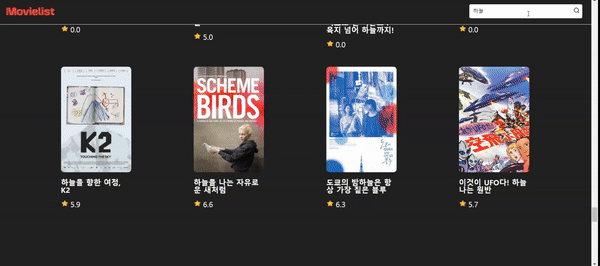 Movielist
하늘
0.0
5.0
욕지 넘어 하늘까지!
0.0
0.0
K2
TOUCHING THE SKY
SCHEME
BIRDS
하늘을 향한 여정,
K2
하늘을 나는 자유로
운 새처럼
도쿄의 밤하늘은 항
상 가장 짙은 블루
이것이 UFO다! 하늘
나는 원반
5.9
6.6
6.3
5.7